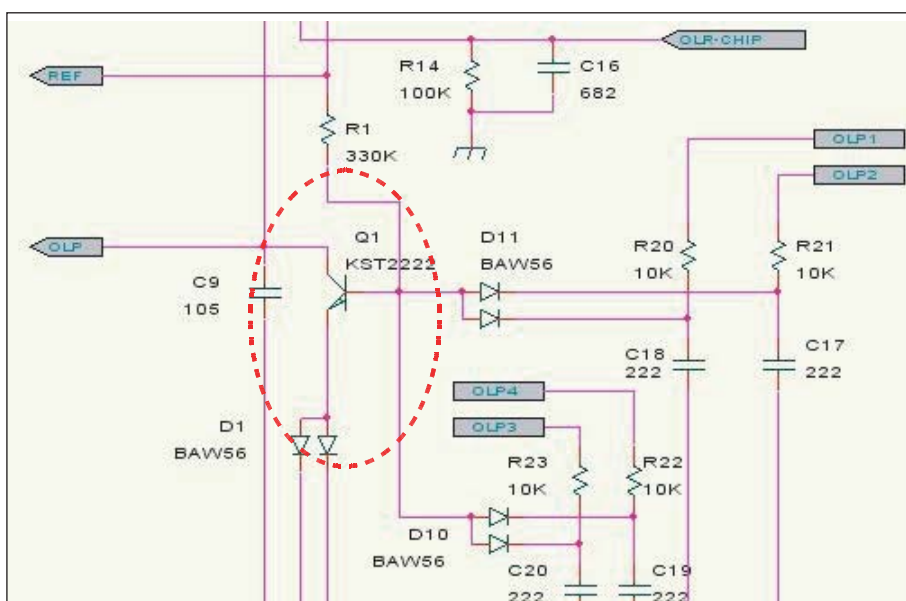 OLR-CHIP
REF
R14
100K
C16
682
R1
330K
OLP1
OLP2
OLP
Q1
KST2222
D11
BAW56
R20
10K
R21
10K
C9
105
C18
222
C17
222
OLP4
OLP3
D1
BAW56
R23
10K
R22
10K
D10
BAW56
C20
222
C19
222